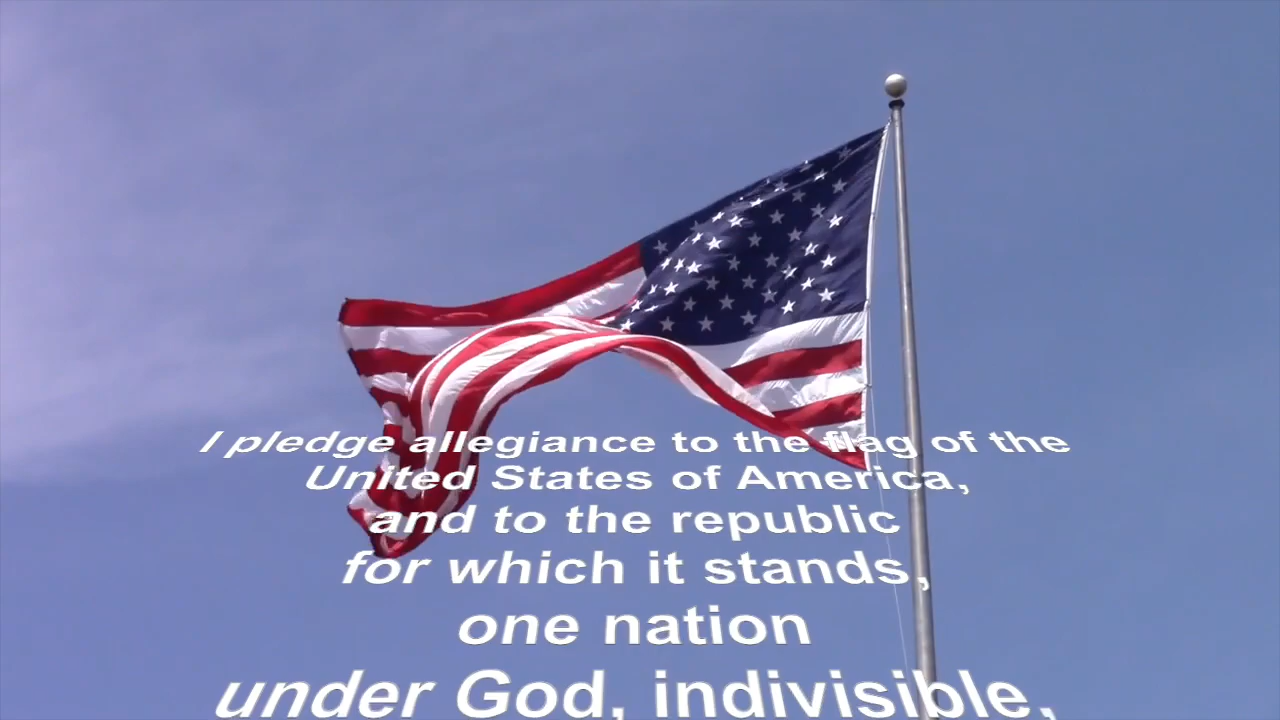 I pledge allegiance to the flag of the
United States of America,
and to the republic
for which it stands,
one nation
under God, indivisible,